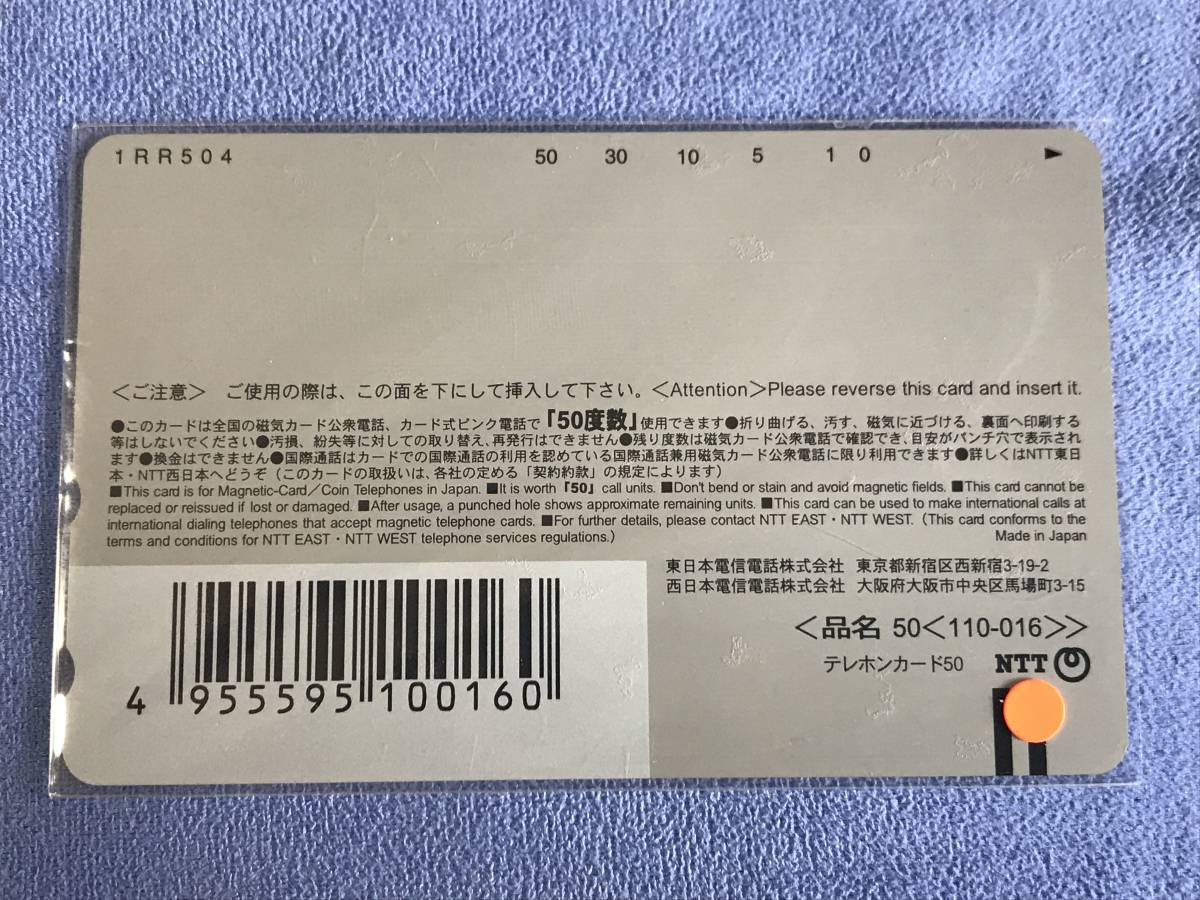 1RR504 50 30 10 5 1 0 ►
＜ご注意＞ ご使用の際は、この面を下にして挿入して下さい。＜Attention＞Please reverse this card and insert it.
●このカードは全国の磁気カード公衆電話、カード式ピンク電話で「50度数」使用できます●折り曲げる、汚す、磁気に近づける、裏面へ印刷する
等はしないでください●汚損、紛失等に対しての取り替え、再発行はできません●残り度数は磁気カード公衆電話で確認でき、目安がパンチ穴で表示され
ます●換金はできません●国際通話はカードでの国際通話の利用を認めている国際通話兼用磁気カード公衆電話に限り利用できます●詳しくはNTT東日
本・NTT西日本へどうぞ（このカードの取扱いは、各社の定める「契約約款」の規定によります）
■This card is for Magnetic-Card／Coin Telephones in Japan. ■It is worth「50」call units. ■Don't bend or stain and avoid magnetic fields. ■This card cannot be
replaced or reissued if lost or damaged. ■After usage, a punched hole shows approximate remaining units. ■This card can be used to make international calls at
international dialing telephones that accept magnetic telephone cards. ■For further details, please contact NTT EAST・NTT WEST.（This card conforms to the
terms and conditions for NTT EAST・NTT WEST telephone services regulations.） Made in Japan
東日本電信電話株式会社 東京都新宿区西新宿3-19-2
西日本電信電話株式会社 大阪府大阪市中央区馬場町3-15
＜品名 50＜110-016＞＞
テレホンカード50 NTT
4 955595 100160